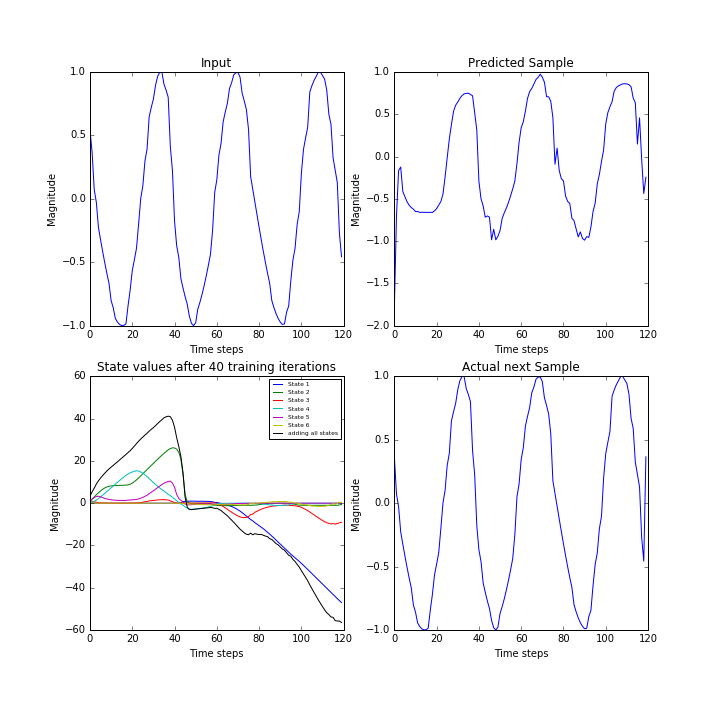 Input
1.0
0.5
0.0
−0.5
−1.0
Magnitude
0 20 40 60 80 100 120
Time steps
Predicted Sample
1.0
0.5
0.0
−0.5
−1.0
−1.5
−2.0
Magnitude
0 20 40 60 80 100 120
Time steps
State values after 40 training iterations
60
40
20
0
−20
−40
−60
Magnitude
State 1
State 2
State 3
State 4
State 5
State 6
adding all states
0 20 40 60 80 100 120
Time steps
Actual next Sample
1.0
0.5
0.0
−0.5
−1.0
Magnitude
0 20 40 60 80 100 120
Time steps